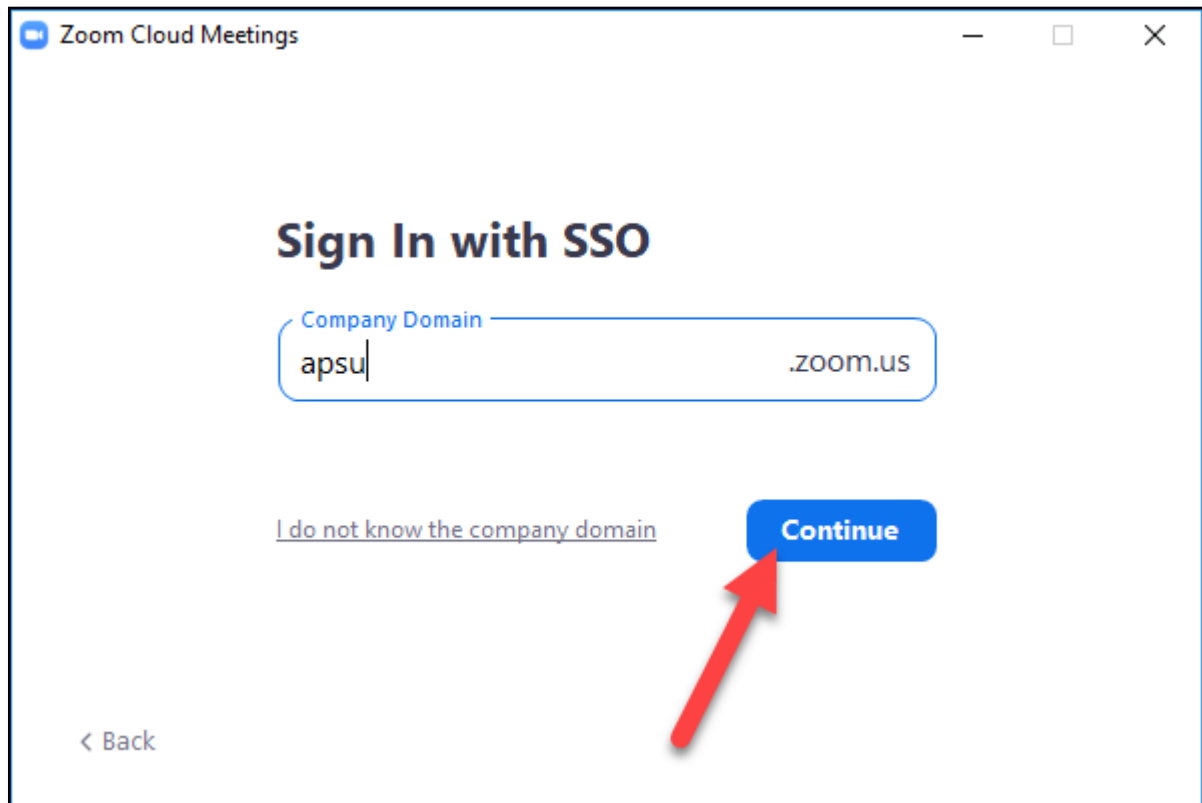 Zoom Cloud Meetings
Sign In with SSO
Company Domain
apsu .zoom.us
I do not know the company domain Continue
< Back